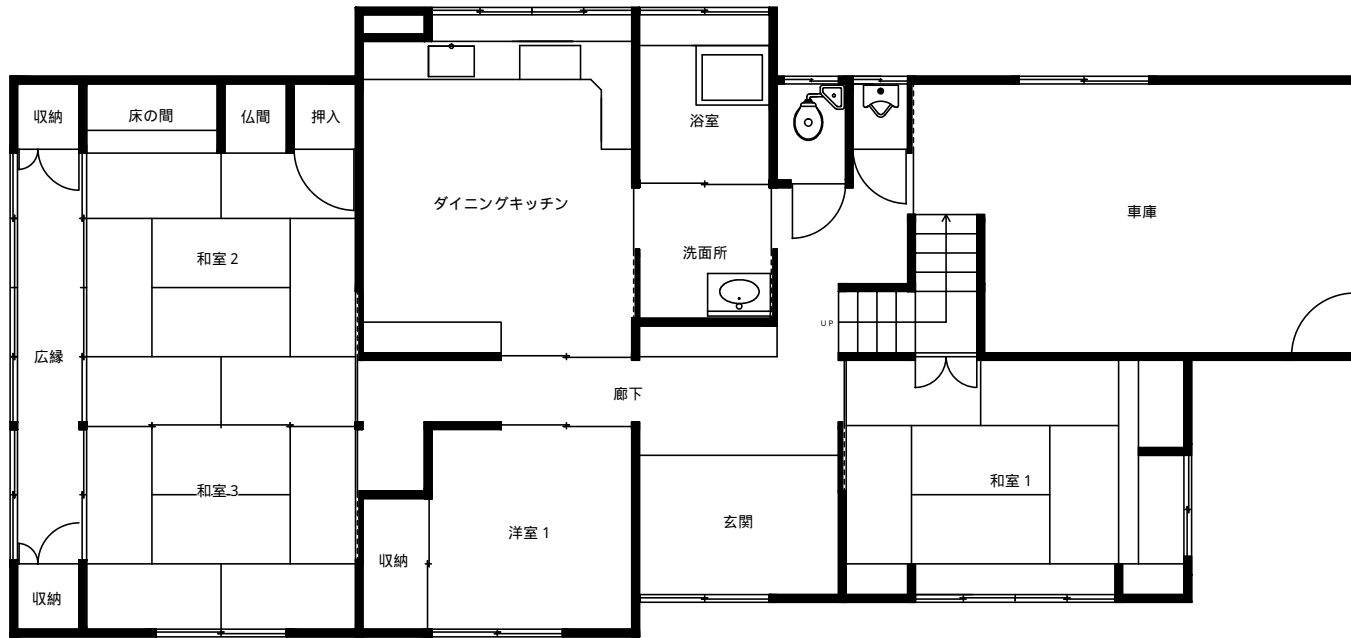 収納
床の間
仏間
押入
浴室
ダイニングキッチン
車庫
和室 2
洗面所
UP
広縁
廊下
和室 3
和室 1
玄関
洋室 1
収納
収納